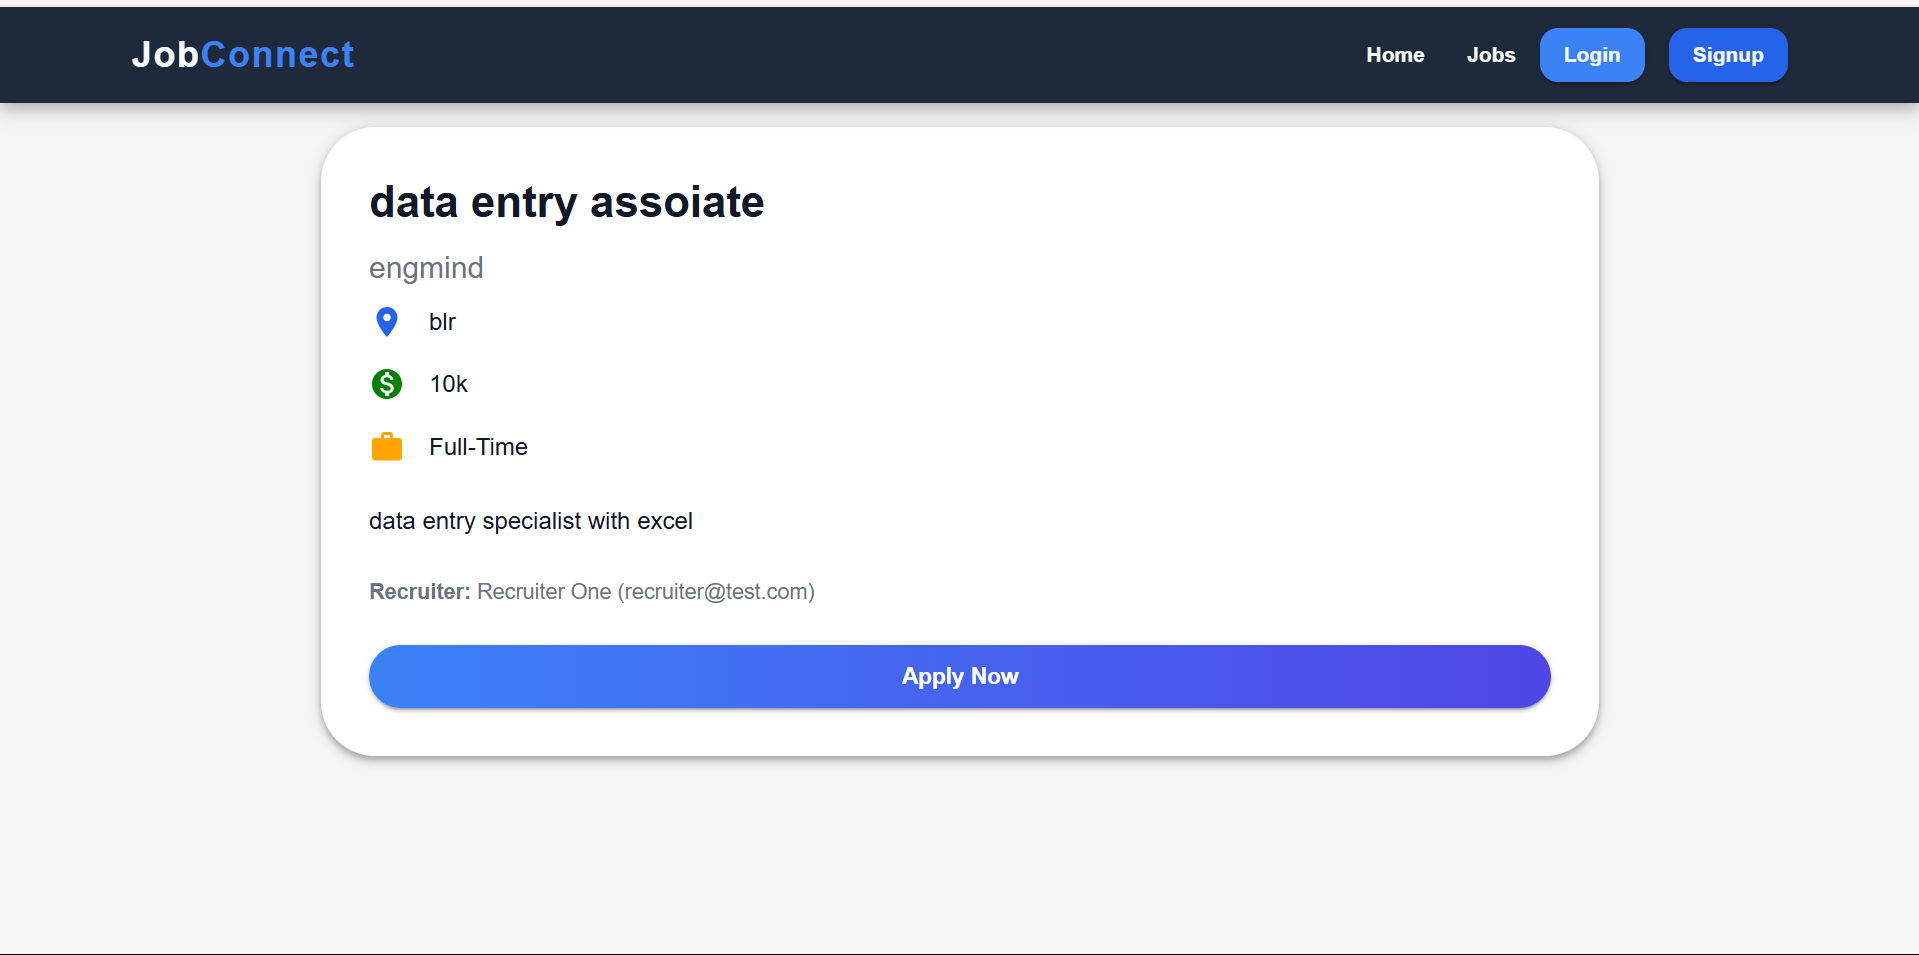 JobConnect
Home Jobs Login Signup
data entry assoiate
engmind
blr
10k
Full-Time
data entry specialist with excel
Recruiter: Recruiter One (recruiter@test.com)
Apply Now